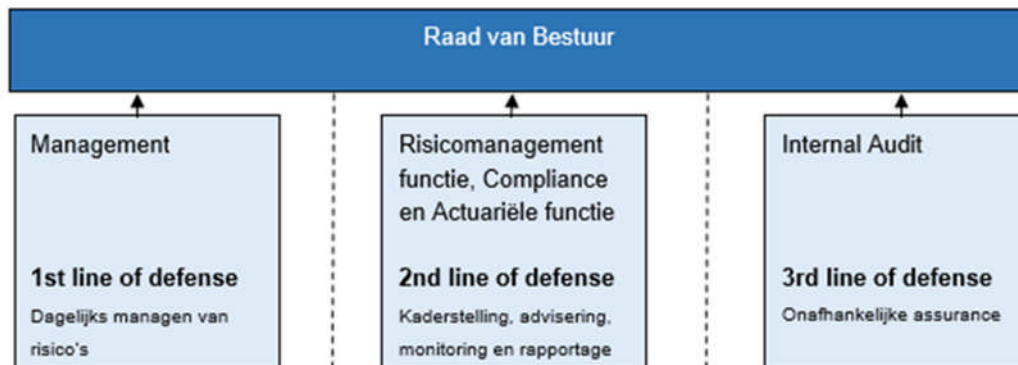 Raad van Bestuur
Management
1st line of defense
Dagelijks managen van
risico's
Risicomanagement
functie, Compliance
en Actuariële functie
2nd line of defense
Kaderstelling, advisering,
monitoring en rapportage
Internal Audit
3rd line of defense
Onafhankelijke assurance